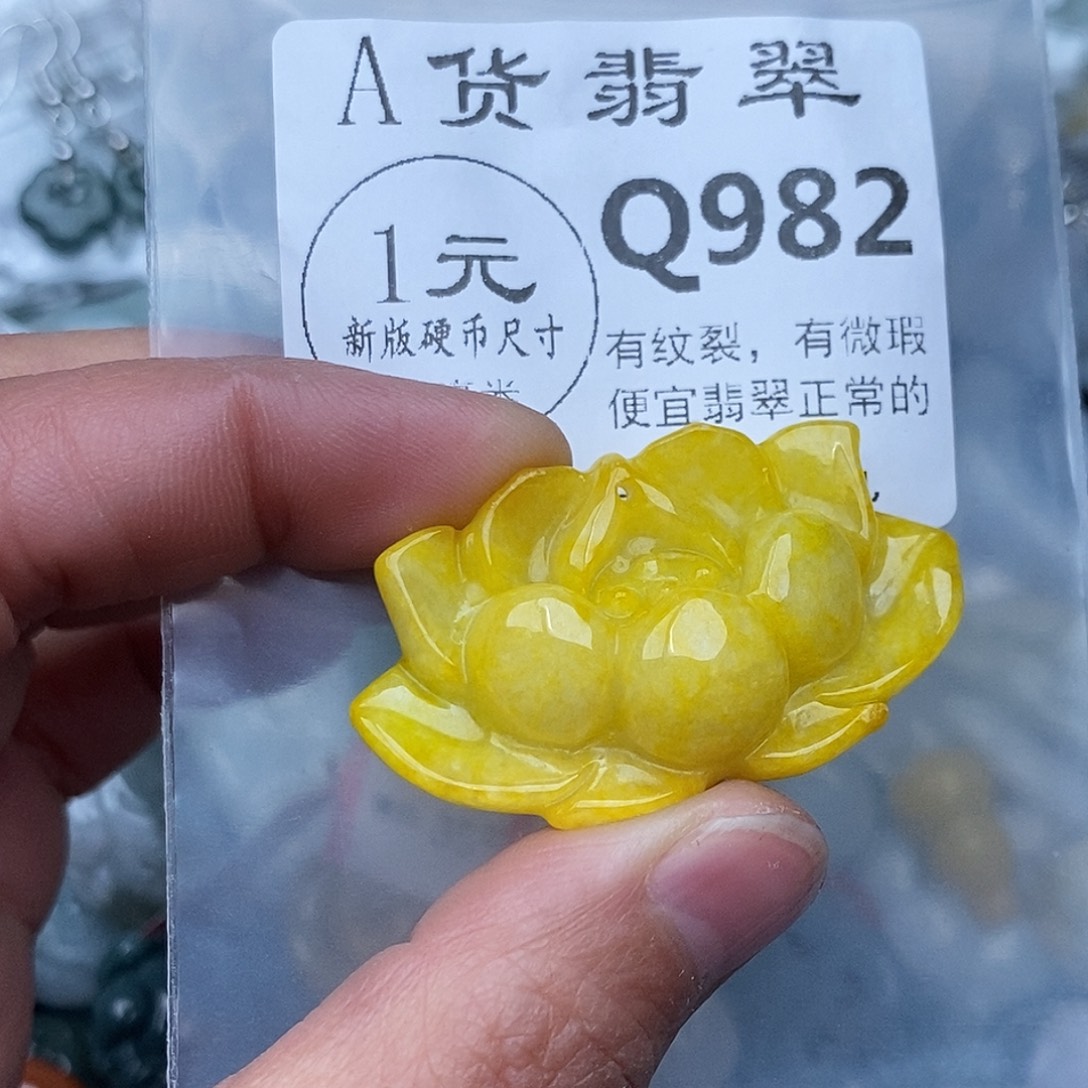 A货翡翠
Q982
1元
新版硬币尺寸
有纹裂，有微瑕
便宜翡翠正常的